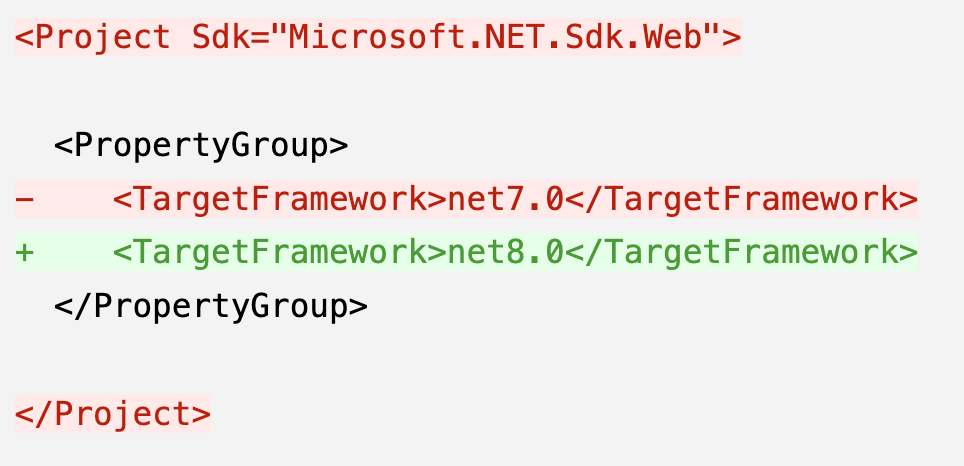 <Project Sdk="Microsoft.NET.Sdk.Web">
  <PropertyGroup>
-    <TargetFramework>net7.0</TargetFramework>
+    <TargetFramework>net8.0</TargetFramework>
  </PropertyGroup>
</Project>